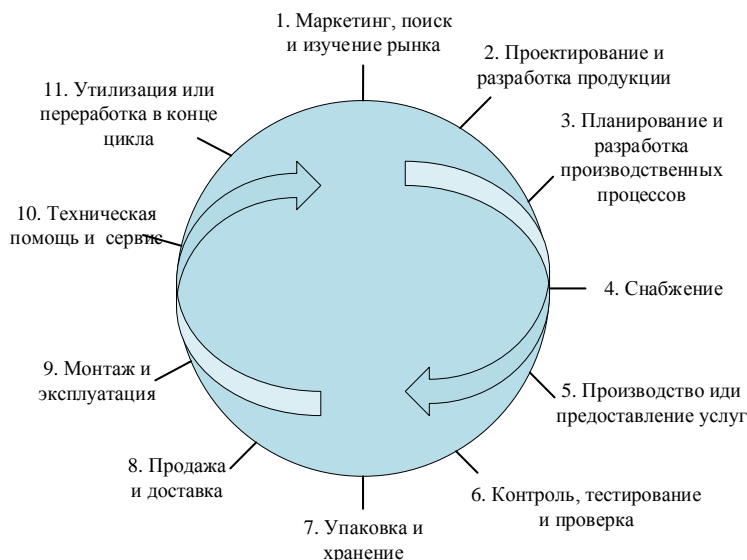 1. Маркетинг, поиск
и изучение рынка
2. Проектирование и
разработка продукции
3. Планирование и
разработка
производственных
процессов
4. Снабжение
5. Производство иди
предоставление услуг
6. Контроль, тестирование
и проверка
7. Упаковка и
хранение
8. Продажа
и доставка
9. Монтаж и
эксплуатация
10. Техническая
помощь и сервис
11. Утилизация или
переработка в конце
цикла